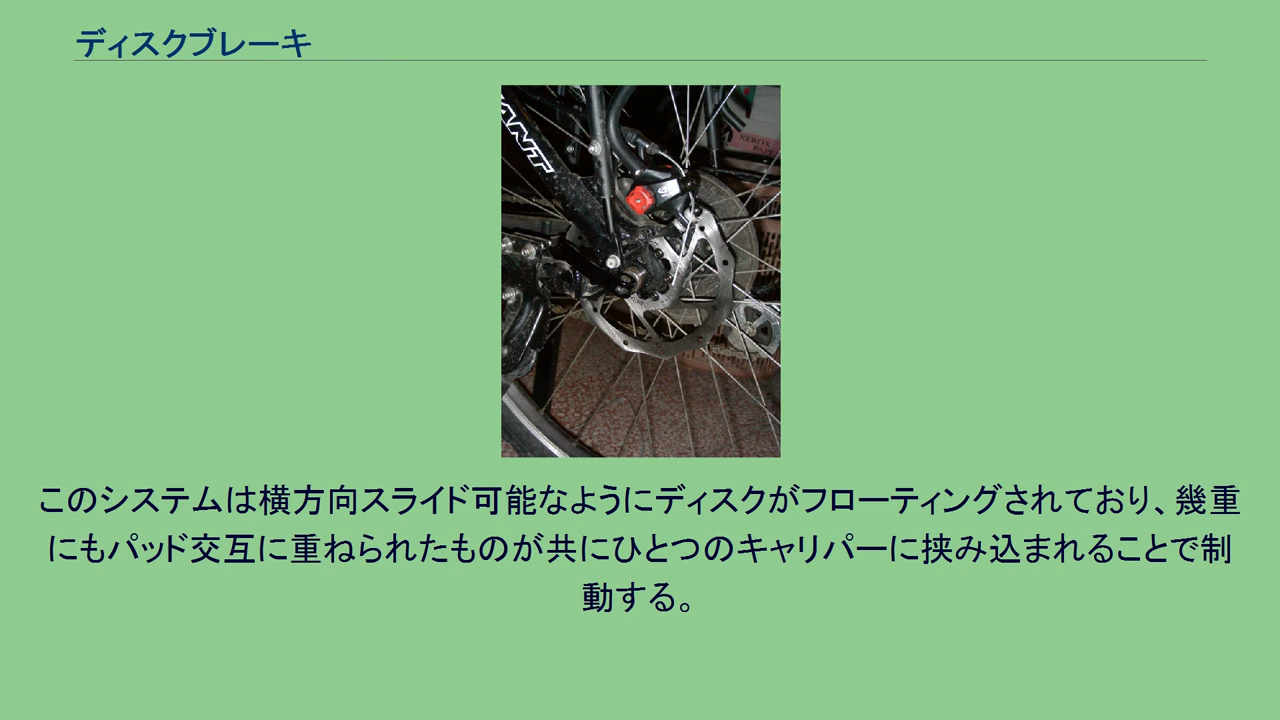 ディスクブレーキ
ANT
XEROX
PAPE
このシステムは横方向スライド可能なようにディスクがフローティングされており、幾重
にもパッド交互に重ねられたものが共にひとつのキャリパーに挟み込まれることで制
動する。